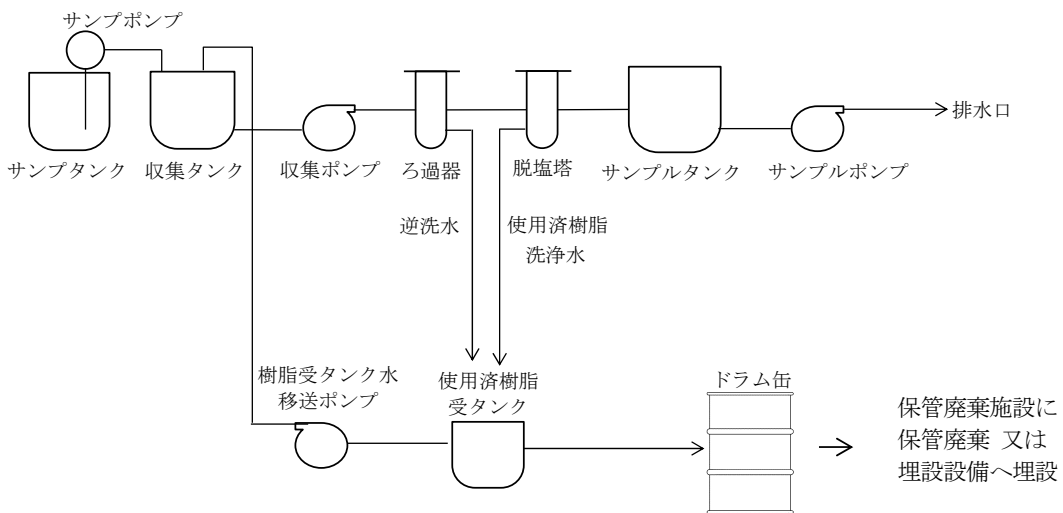 サンプポンプ
サンプタンク
収集タンク
収集ポンプ
ろ過器
脱塩塔
サンプルタンク
サンプルポンプ
排水口
逆洗水
使用済樹脂
洗浄水
樹脂受タンク水
移送ポンプ
使用済樹脂
受タンク
ドラム缶
保管廃棄施設に
保管廃棄 又は
埋設設備へ埋設